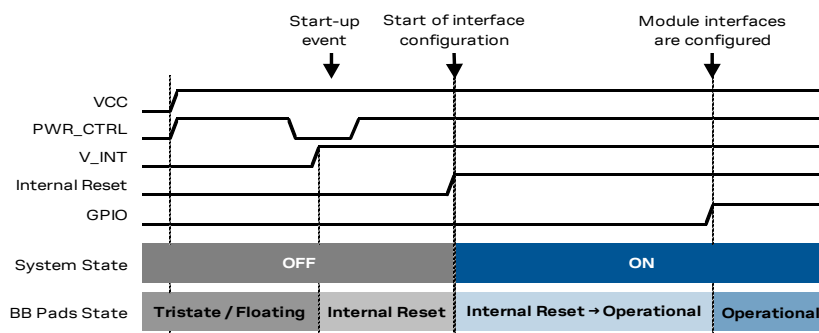 Start-up
event
Start of interface
configuration
Module interfaces
are configured
VCC
PWR_CTRL
V_INT
Internal Reset
GPIO
System State
OFF
ON
BB Pads State
Tristate / Floating
Internal Reset
Internal Reset → Operational
Operational